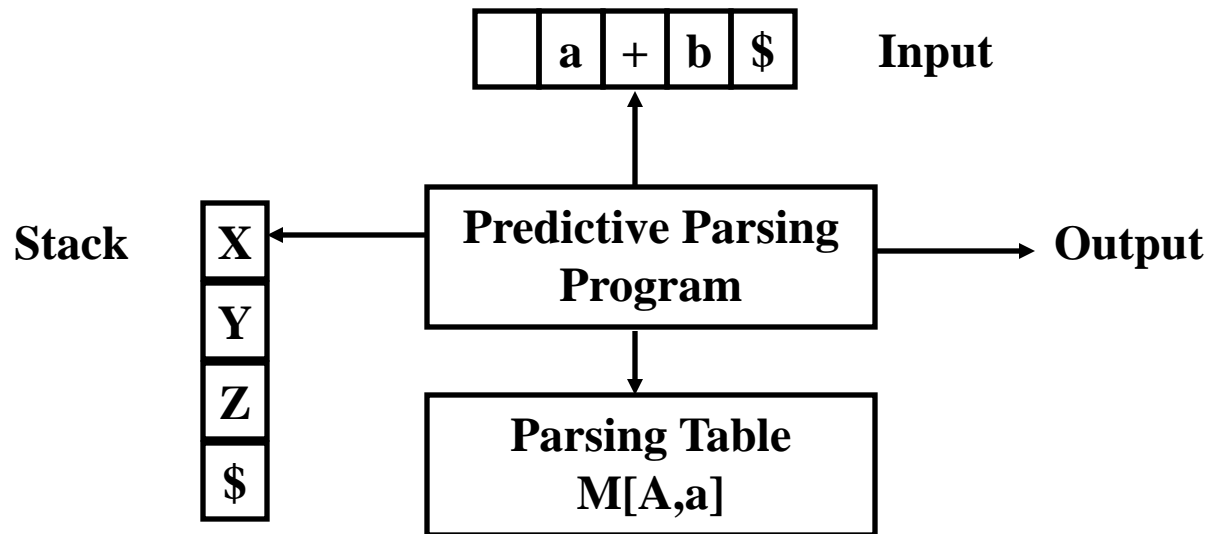 a + b $ Input
Stack
X
Y
Z
$
Predictive Parsing
Program
Output
Parsing Table
M[A,a]